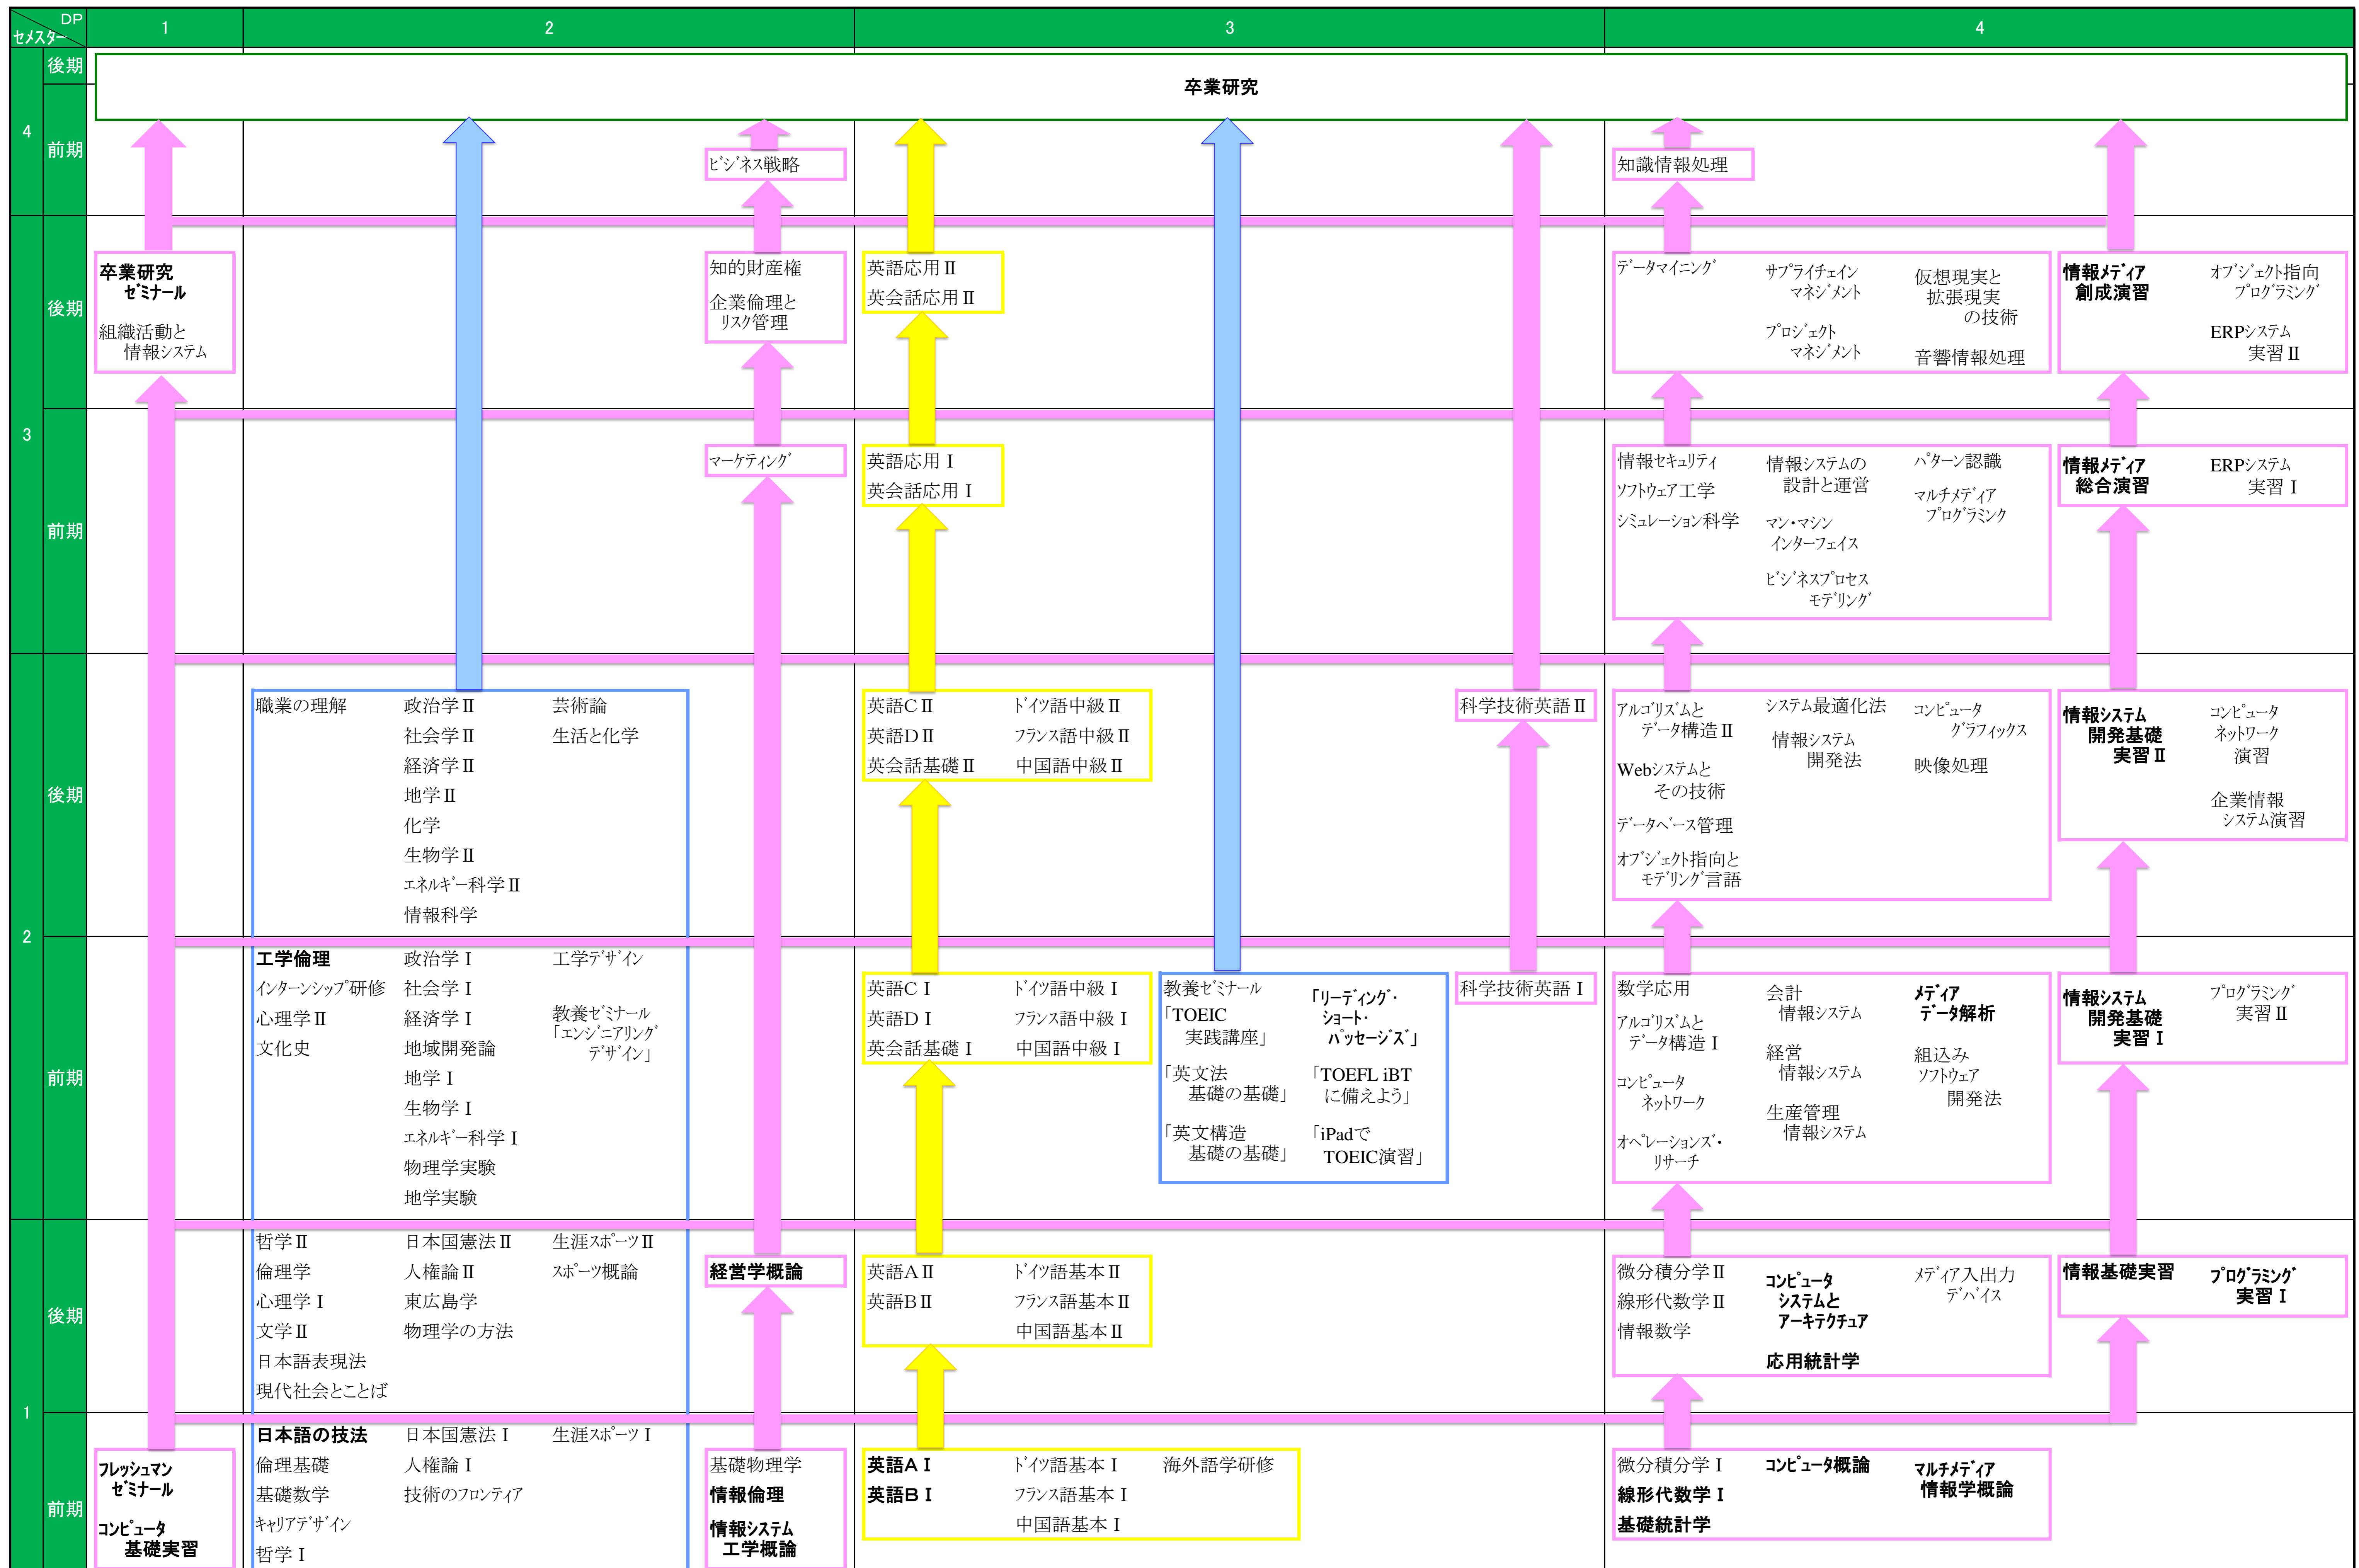 DP
セメスター
1
2
3
4
4
後期
卒業研究
前期
ビジネス戦略
知識情報処理
3
後期
卒業研究
ゼミナール
組織活動と
情報システム
知的財産権
企業倫理と
リスク管理
英語応用Ⅱ
英会話応用Ⅱ
データマイニング
サプライチェイン
マネジメント
プロジェクト
マネジメント
仮想現実と
拡張現実
の技術
音響情報処理
情報メディア
創成演習
オブジェクト指向
プログラミング
ERPシステム
実習Ⅱ
前期
マーケティング
英語応用Ⅰ
英会話応用Ⅰ
情報セキュリティ
ソフトウェア工学
シミュレーション科学
情報システムの
設計と運営
マン・マシン
インターフェイス
ビジネスプロセス
モデリング
パターン認識
マルチメディア
プログラミンク
情報メディア
総合演習
ERPシステム
実習Ⅰ
2
後期
職業の理解
政治学Ⅱ
社会学Ⅱ
経済学Ⅱ
地学Ⅱ
化学
生物学Ⅱ
エネルギー科学Ⅱ
情報科学
芸術論
生活と化学
英語CⅡ
英語DⅡ
英会話基礎Ⅱ
ドイツ語中級Ⅱ
フランス語中級Ⅱ
中国語中級Ⅱ
科学技術英語Ⅱ
アルゴリズムと
データ構造Ⅱ
Webシステムと
その技術
データベース管理
オブジェクト指向と
モデリング言語
システム最適化法
情報システム
開発法
コンピュータ
グラフィックス
映像処理
情報システム
開発基礎
実習Ⅱ
コンピュータ
ネットワーク
演習
企業情報
システム演習
前期
工学倫理
インターンシップ研修
心理学Ⅱ
文化史
政治学Ⅰ
社会学Ⅰ
経済学Ⅰ
地域開発論
地学Ⅰ
生物学Ⅰ
エネルギー科学Ⅰ
物理学実験
地学実験
工学デザイン
教養ゼミナール
「エンジニアリング
デザイン」
英語CⅠ
英語DⅠ
英会話基礎Ⅰ
ドイツ語中級Ⅰ
フランス語中級Ⅰ
中国語中級Ⅰ
教養ゼミナール
「TOEIC
実践講座」
「英文法
基礎の基礎」
「英文構造
基礎の基礎」
「リーディング・
ショート・
パッセージズ」
「TOEFL iBT
に備えよう」
「iPadで
TOEIC演習」
科学技術英語Ⅰ
数学応用
アルゴリズムと
データ構造Ⅰ
コンピュータ
ネットワーク
オペレーションズ・
リサーチ
会計
情報システム
経営
情報システム
生産管理
情報システム
メディア
データ解析
組込み
ソフトウェア
開発法
情報システム
開発基礎
実習Ⅰ
プログラミング
実習Ⅱ
1
後期
哲学Ⅱ
倫理学
心理学Ⅰ
文学Ⅱ
日本語表現法
現代社会とことば
日本国憲法Ⅱ
人権論Ⅱ
東広島学
物理学の方法
生涯スポーツⅡ
スポーツ概論
経営学概論
英語AⅡ
英語BⅡ
ドイツ語基本Ⅱ
フランス語基本Ⅱ
中国語基本Ⅱ
微分積分学Ⅱ
線形代数学Ⅱ
情報数学
コンピュータ
システムと
アーキテクチュア
応用統計学
メディア入出力
デバイス
情報基礎実習
プログラミング
実習Ⅰ
前期
フレッシュマン
ゼミナール
コンピュータ
基礎実習
日本語の技法
倫理基礎
基礎数学
キャリアデザイン
哲学Ⅰ
日本国憲法Ⅰ
人権論Ⅰ
技術のフロンティア
生涯スポーツⅠ
基礎物理学
情報倫理
情報システム
工学概論
英語AⅠ
英語BⅠ
ドイツ語基本Ⅰ
フランス語基本Ⅰ
中国語基本Ⅰ
海外語学研修
微分積分学Ⅰ
線形代数学Ⅰ
基礎統計学
コンピュータ概論
マルチメディア
情報学概論